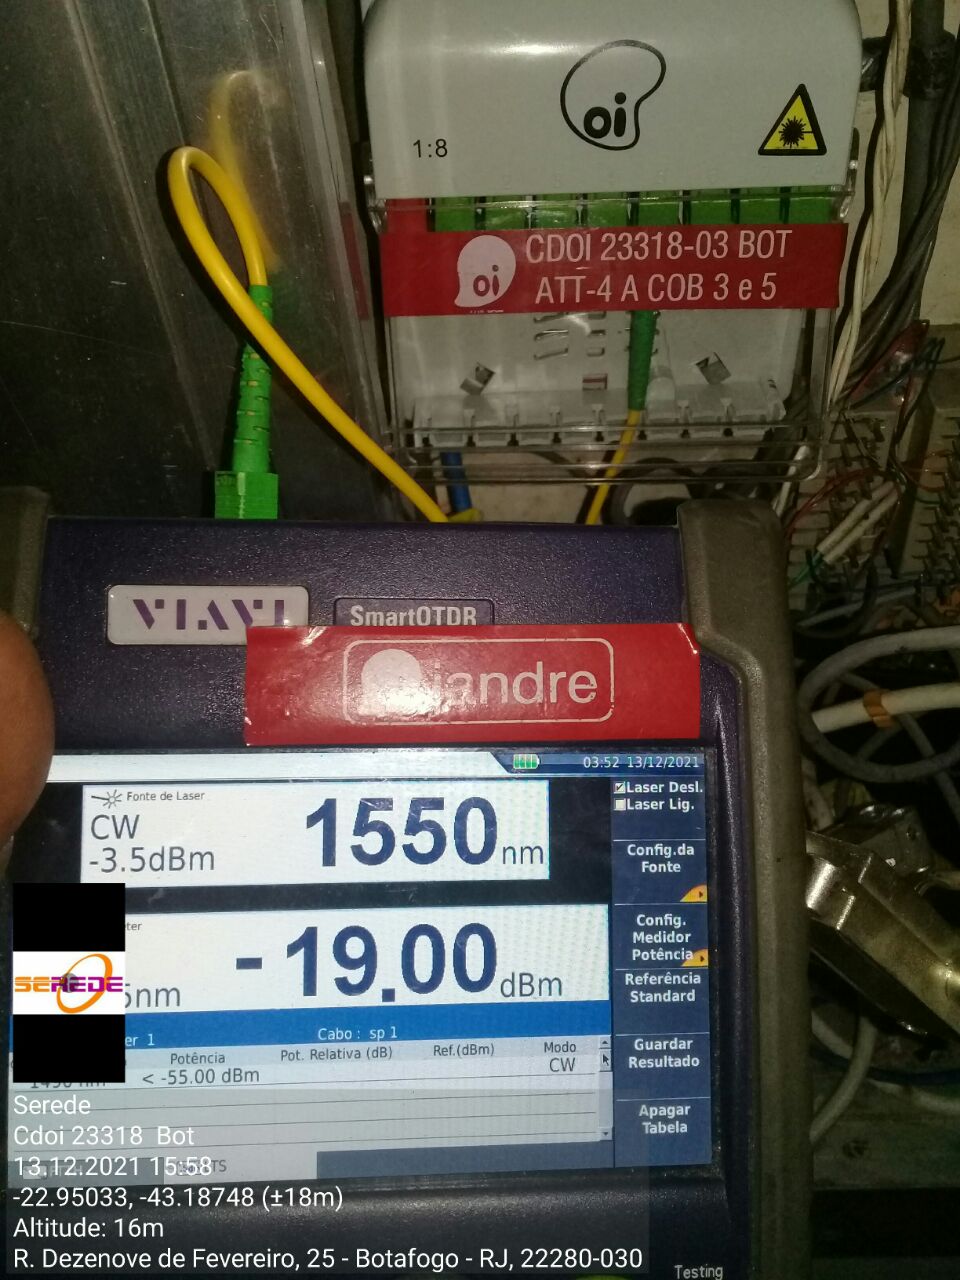 oi
1:8
oi
CDOI 23318-03 BOT
ATT-4 A COB 3 e 5
VIAVI
SmartOTDR
iandre
03:52 13/12/2021
Fonte de Laser
CW
-3.5dBm
1550nm
Laser Desl.
Laser Lig.
Config.da
Fonte
-19.00dBm
Config.
Medidor
Potência
Referência
Standard
Guardar
Resultado
Apagar
Tabela
Cabo : sp 1
Potência
Pot. Relativa (dB)
Ref.(dBm)
Modo
< -55.00 dBm
CW
SEREDE
Serede
Cdoi 23318 Bot
13.12.2021 15:58
-22.95033, -43.18748 (±18m)
Altitude: 16m
R. Dezenove de Fevereiro, 25 - Botafogo - RJ, 22280-030
Testing